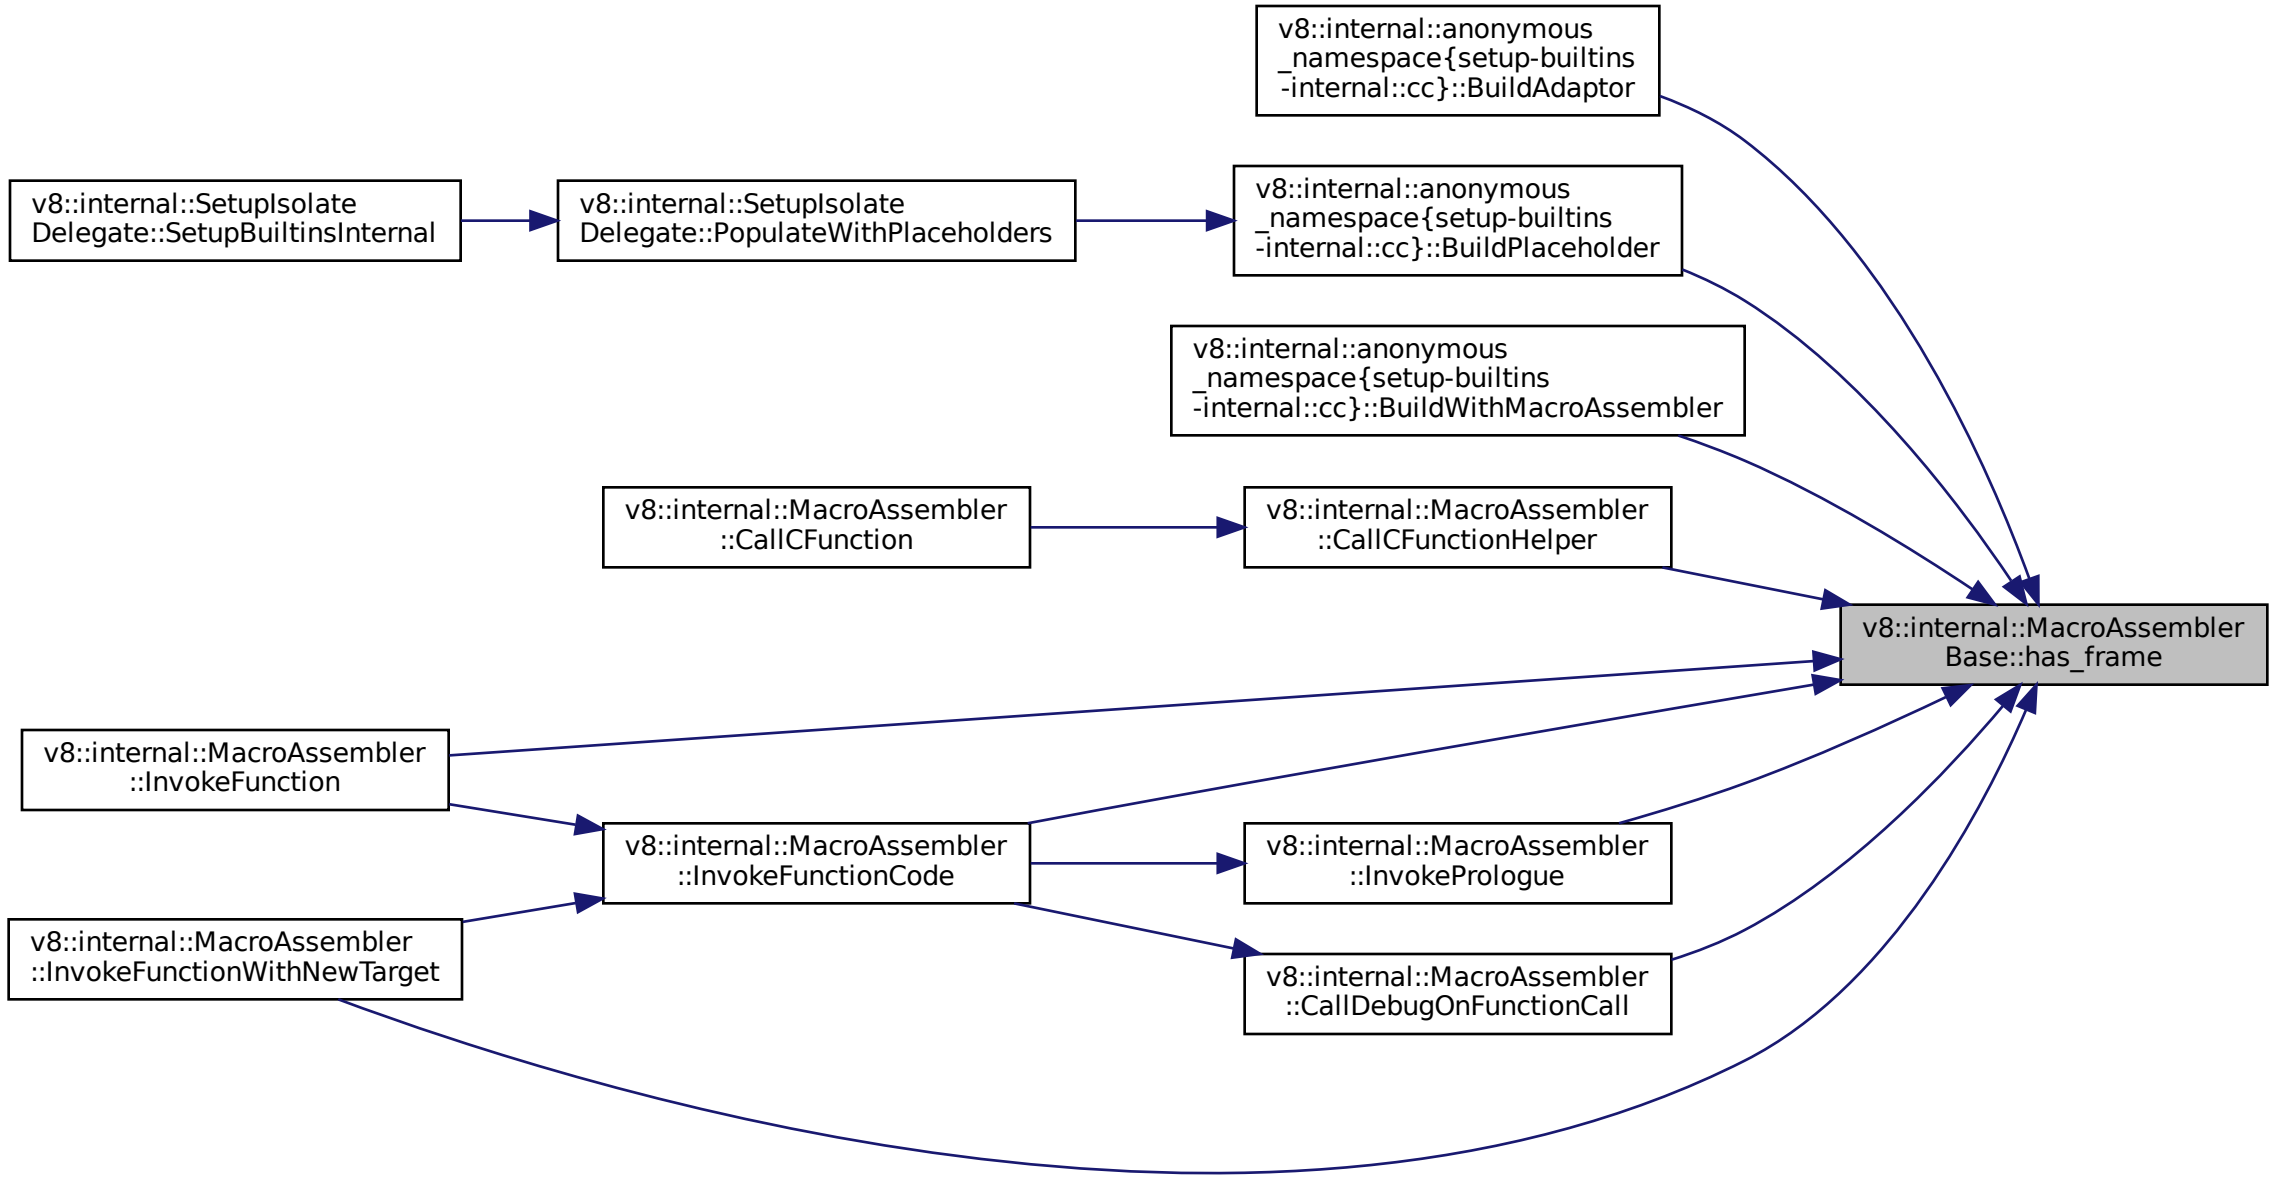 v8::internal::anonymous
_namespace{setup-builtins
-internal::cc}::BuildAdaptor
v8::internal::SetupIsolate
Delegate::SetupBuiltinsInternal
v8::internal::SetupIsolate
Delegate::PopulateWithPlaceholders
v8::internal::anonymous
_namespace{setup-builtins
-internal::cc}::BuildPlaceholder
v8::internal::anonymous
_namespace{setup-builtins
-internal::cc}::BuildWithMacroAssembler
v8::internal::MacroAssembler
::CallCFunction
v8::internal::MacroAssembler
::CallCFunctionHelper
v8::internal::MacroAssembler
Base::has_frame
v8::internal::MacroAssembler
::InvokeFunction
v8::internal::MacroAssembler
::InvokeFunctionCode
v8::internal::MacroAssembler
::InvokePrologue
v8::internal::MacroAssembler
::InvokeFunctionWithNewTarget
v8::internal::MacroAssembler
::CallDebugOnFunctionCall